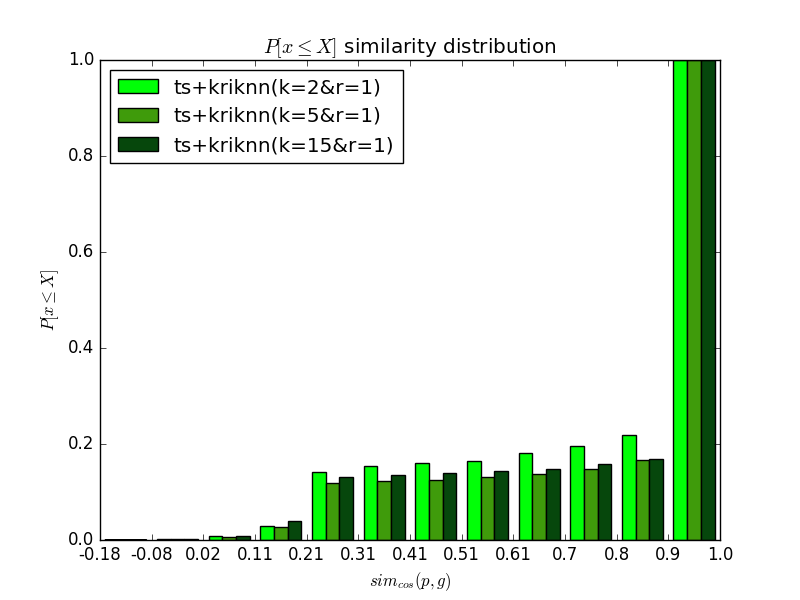 P[x ≤ X] similarity distribution
ts+kriknn(k=2&r=1)
ts+kriknn(k=5&r=1)
ts+kriknn(k=15&r=1)
P[x ≤ X]
1.0
0.8
0.6
0.4
0.2
0.0
-0.18 -0.08 0.02 0.11 0.21 0.31 0.41 0.51 0.61 0.7 0.8 0.9 1.0
sim_cos(p, g)